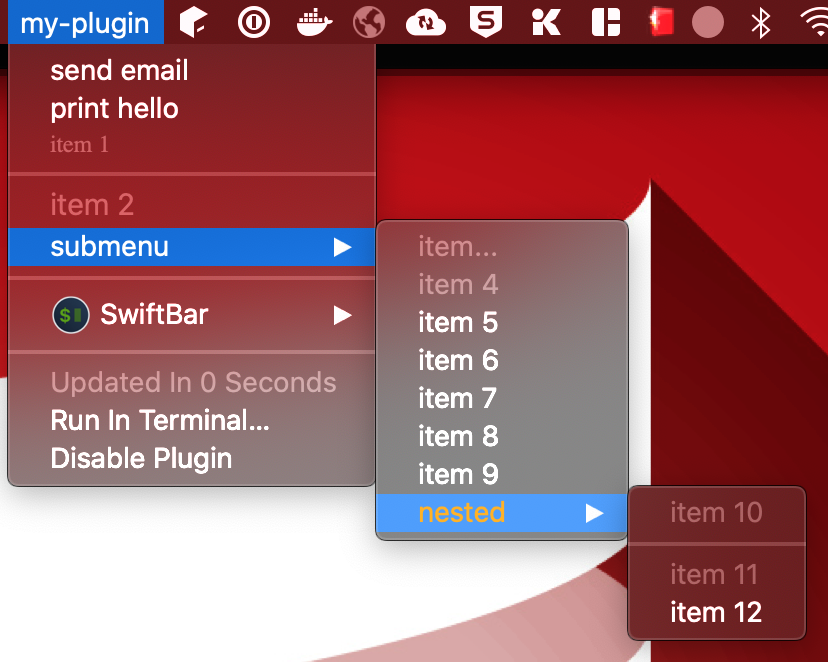 my-plugin
send email
print hello
item 1
item 2
submenu
$
SwiftBar
Updated In 0 Seconds
Run In Terminal...
Disable Plugin
item...
item 4
item 5
item 6
item 7
item 8
item 9
nested
item 10
item 11
item 12